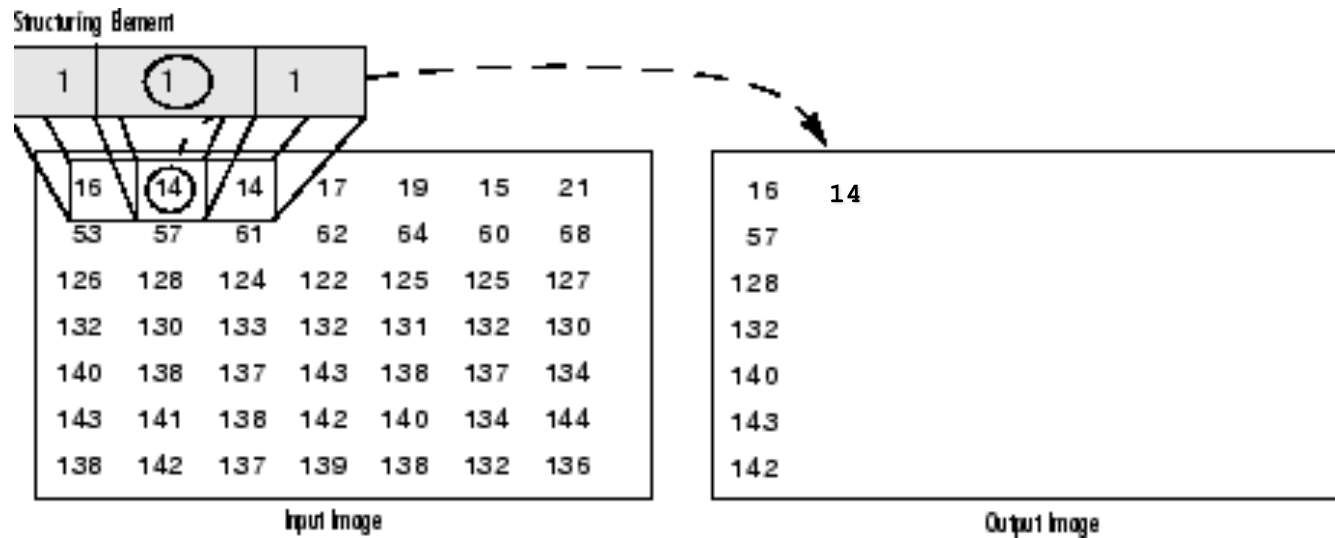 Structuring Element
1 1 1
16 14 14 17 19 15 21
53 57 61 62 64 60 68
126 128 124 122 125 125 127
132 130 133 132 131 132 130
140 138 137 143 138 137 134
143 141 138 142 140 134 144
138 142 137 139 138 132 136
Input Image
16 14
57
128
132
140
143
142
Output Image